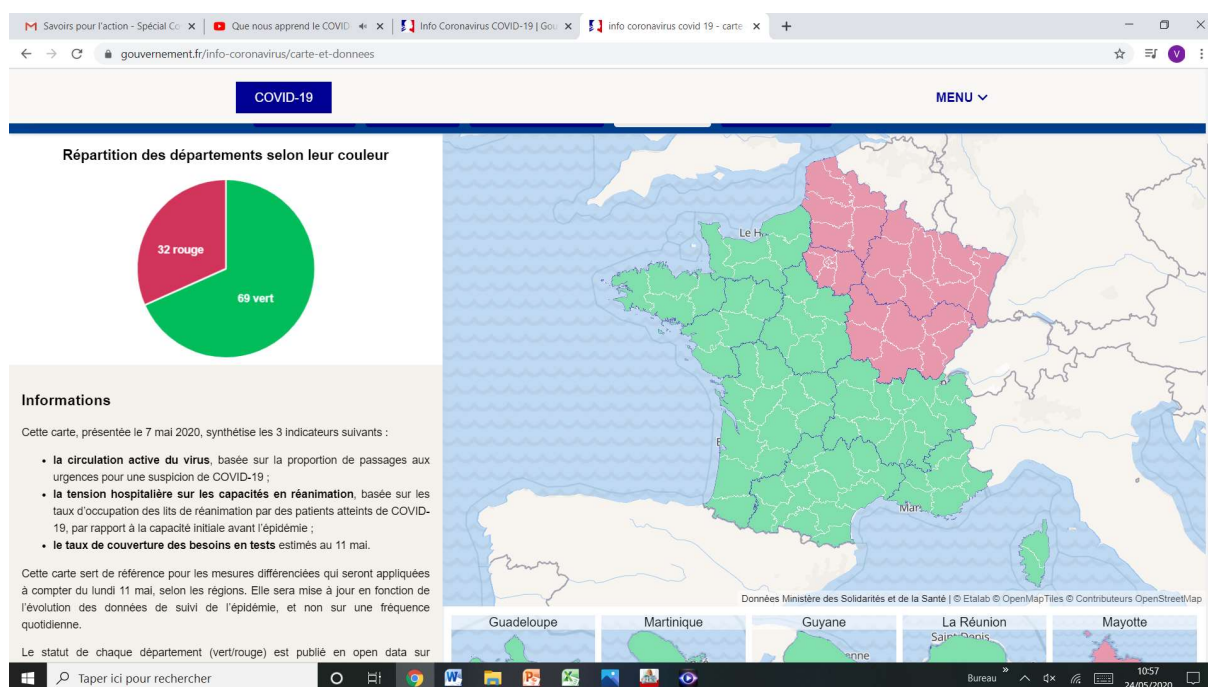 Savoirs pour l'action - Spécial Co
Que nous apprend le COVID
Info Coronavirus COVID-19 | Gou
info coronavirus covid 19 - carte
gouvernement.fr/info-coronavirus/carte-et-donnees
V
COVID-19
MENU
Répartition des départements selon leur couleur
32 rouge
69 vert
Informations
Cette carte, présentée le 7 mai 2020, synthétise les 3 indicateurs suivants :
• la circulation active du virus, basée sur la proportion de passages aux
urgences pour une suspicion de COVID-19 ;
• la tension hospitalière sur les capacités en réanimation, basée sur les
taux d'occupation des lits de réanimation par des patients atteints de COVID-
19, par rapport à la capacité initiale avant l'épidémie ;
• le taux de couverture des besoins en tests estimés au 11 mai.
Cette carte sert de référence pour les mesures différenciées qui seront appliquées
à compter du lundi 11 mai, selon les régions. Elle sera mise à jour en fonction de
l'évolution des données de suivi de l'épidémie, et non sur une fréquence
quotidienne.
Le statut de chaque département (vert/rouge) est publié en open data sur
Le H
Mars
Données Ministère des Solidarités et de la Santé | © Etalab © OpenMapTiles © Contributeurs OpenStreetMap
Guadeloupe
Martinique
Guyane
La Réunion
Mayotte
enne
Saint-Denis
Taper ici pour rechercher
Bureau
10:57
24/05/2020